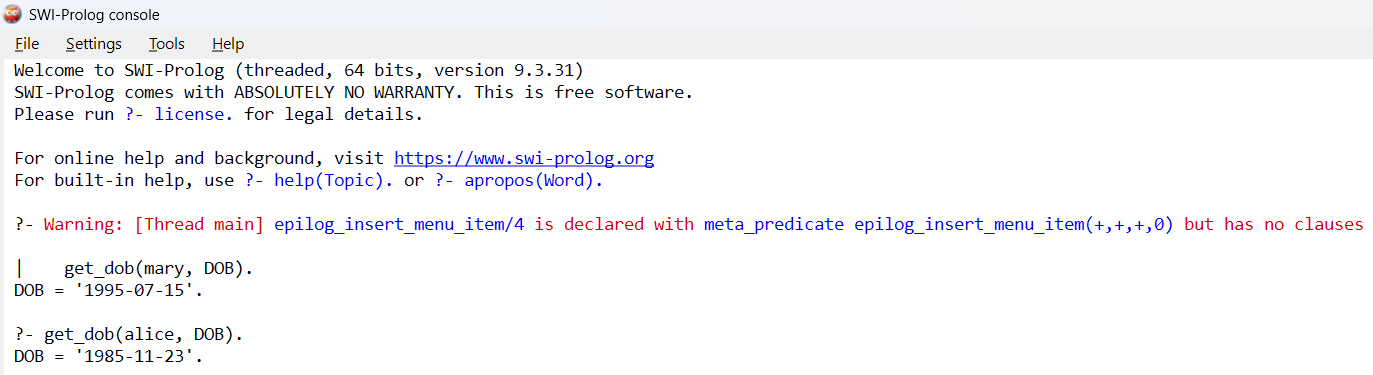 SWI-Prolog console
File Settings Tools Help
Welcome to SWI-Prolog (threaded, 64 bits, version 9.3.31)
SWI-Prolog comes with ABSOLUTELY NO WARRANTY. This is free software.
Please run ?- license. for legal details.
For online help and background, visit https://www.swi-prolog.org
For built-in help, use ?- help(Topic). or ?- apropos(Word).
?- Warning: [Thread main] epilog_insert_menu_item/4 is declared with meta_predicate epilog_insert_menu_item(+,+,+,0) but has no clauses
|    get_dob(mary, DOB).
DOB = '1995-07-15'.
?- get_dob(alice, DOB).
DOB = '1985-11-23'.